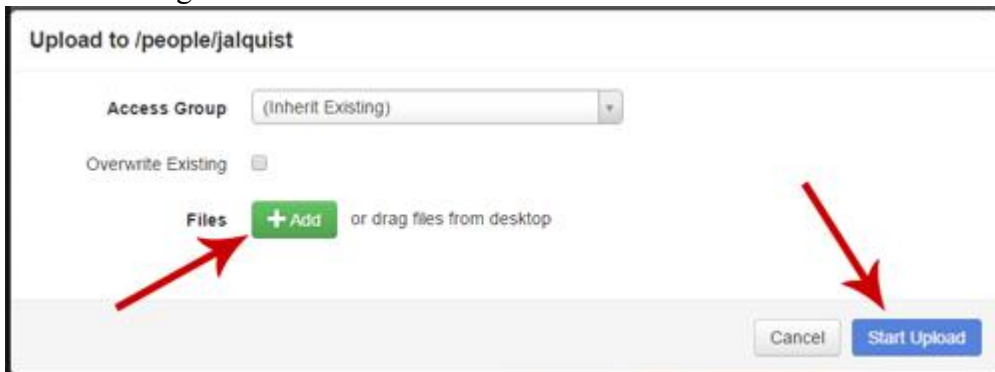 Upload to /people/jalquist
Access Group (Inherit Existing)
Overwrite Existing
Files + Add or drag files from desktop
Cancel Start Upload